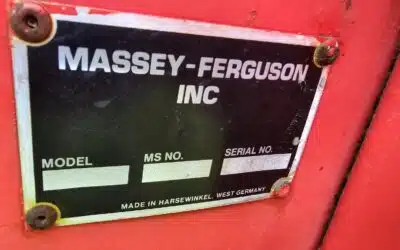 MASSEY-FERGUSON
INC
MODEL MS NO. SERIAL NO.
MADE IN HARSEWINKEL, WEST GERMANY